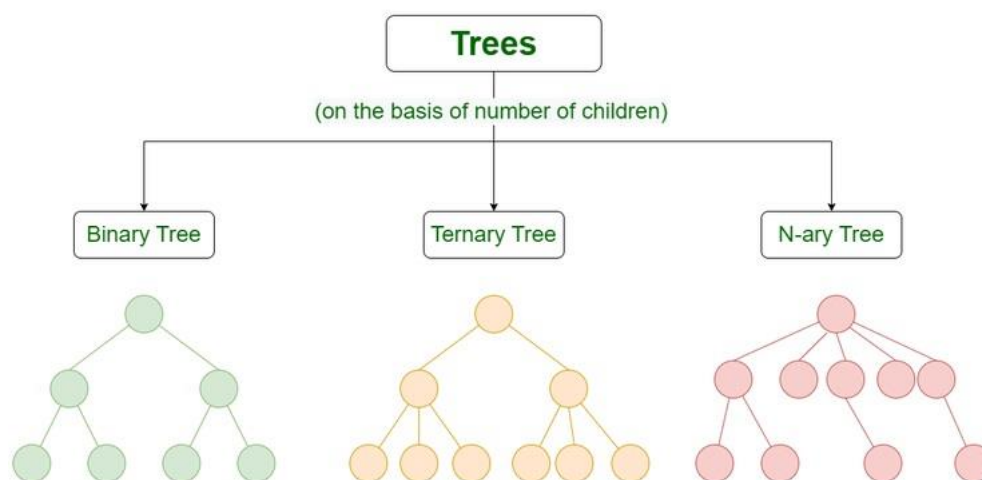 Trees
(on the basis of number of children)
Binary Tree
Ternary Tree
N-ary Tree